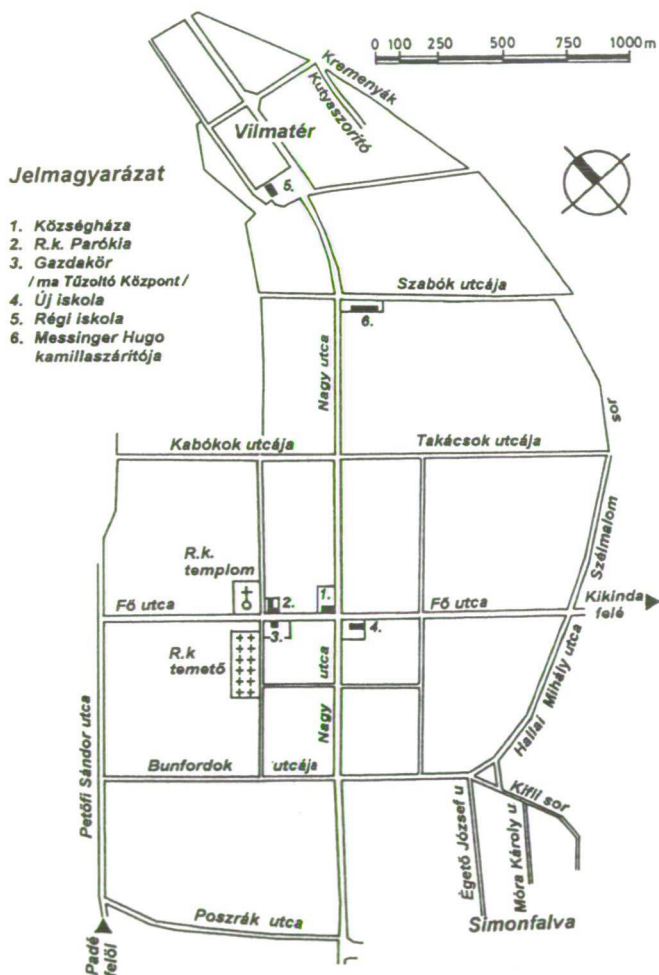 0 100 250 500 750 1000 m
Kremenyák
Kutyaszorító
Vilmatér
Jelmagyarázat
1. Községháza
2. R.k. Parókia
3. Gazdakör
/ ma Tűzoltó Központ /
4. Új iskola
5. Régi iskola
6. Messinger Hugo
kamillaszárítója
5.
Szabók utcája
6.
Nagy utca
Kabókok utcája
Takácsok utcája
Szélmalom sor
R.k.
templom
Fő utca
2.
1.
Fő utca
Kikinda
felé
3.
4.
R.k
temető
Nagy utca
Hallai Mihály utca
Petőfi Sándor utca
Bunfordok utcája
Kifli sor
Égető József u
Móra Károly u
Simonfalva
Poszrák utca
Padé
felől